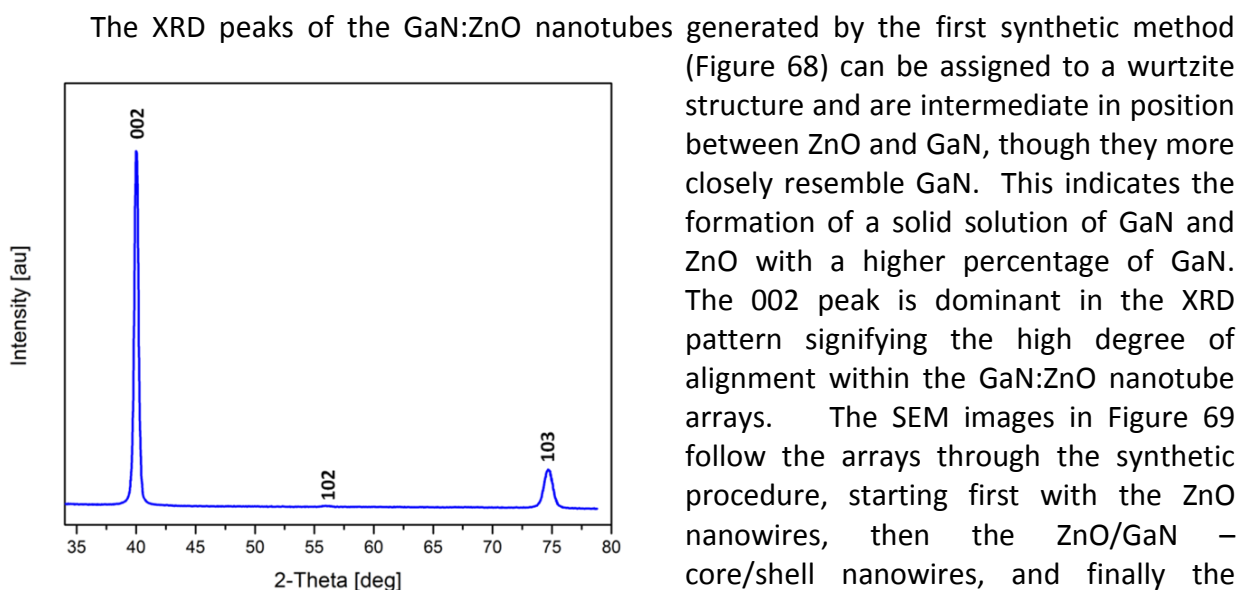 The XRD peaks of the GaN:ZnO nanotubes generated by the first synthetic method
(Figure 68) can be assigned to a wurtzite
structure and are intermediate in position
between ZnO and GaN, though they more
closely resemble GaN. This indicates the
formation of a solid solution of GaN and
ZnO with a higher percentage of GaN.
The 002 peak is dominant in the XRD
pattern signifying the high degree of
alignment within the GaN:ZnO nanotube
arrays. The SEM images in Figure 69
follow the arrays through the synthetic
procedure, starting first with the ZnO
nanowires, then the ZnO/GaN –
core/shell nanowires, and finally the
Intensity [au]
002
102
103
35 40 45 50 55 60 65 70 75 80
2-Theta [deg]